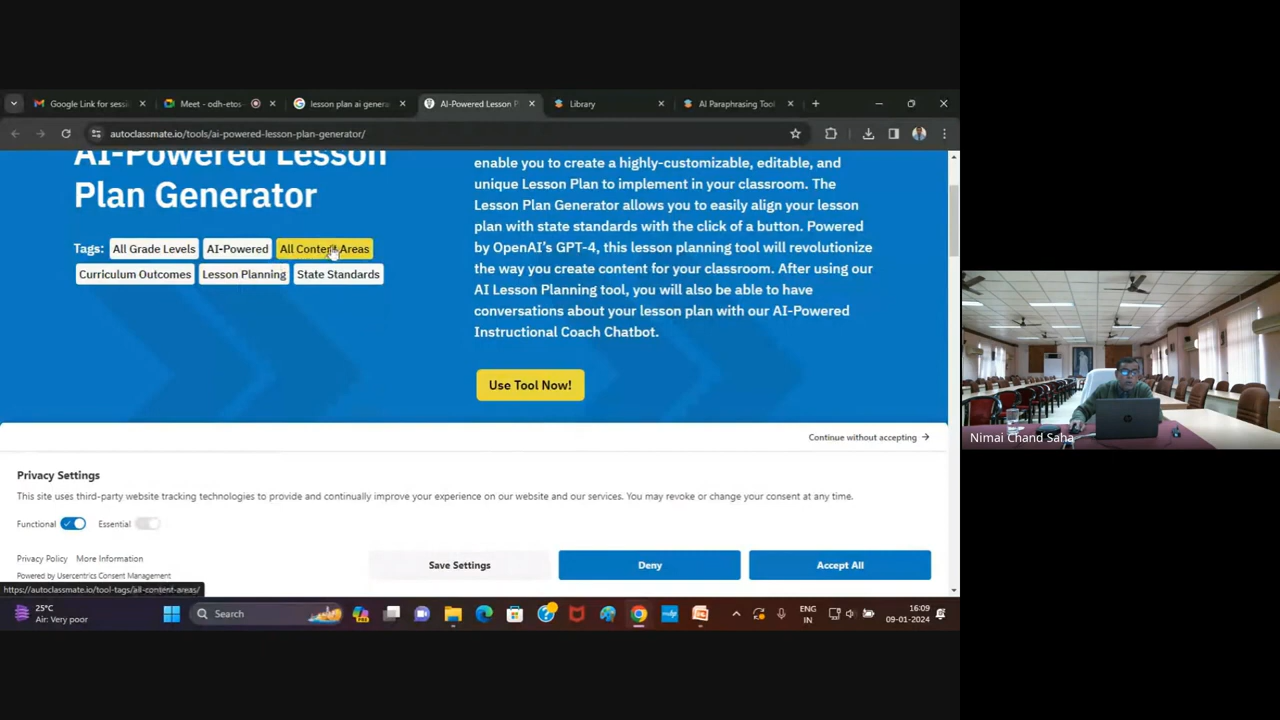 Google Link for sessi
Meet - odh-etos-
lesson plan ai genera
AI-Powered Lesson P
Library
AI Paraphrasing Tool
autoclassmate.io/tools/ai-powered-lesson-plan-generator/
AI-Powered Lesson
Plan Generator
Tags: All Grade Levels AI-Powered All Content Areas
Curriculum Outcomes Lesson Planning State Standards
enable you to create a highly-customizable, editable, and
unique Lesson Plan to implement in your classroom. The
Lesson Plan Generator allows you to easily align your lesson
plan with state standards with the click of a button. Powered
by OpenAI's GPT-4, this lesson planning tool will revolutionize
the way you create content for your classroom. After using our
AI Lesson Planning tool, you will also be able to have
conversations about your lesson plan with our AI-Powered
Instructional Coach Chatbot.
Use Tool Now!
Continue without accepting
Privacy Settings
This site uses third-party website tracking technologies to provide and continually improve your experience on our website and our services. You may revoke or change your consent at any time.
Functional Essential
Privacy Policy More Information
Powered by Usercentrics Consent Management
Save Settings
Deny
Accept All
https://autoclassmate.io/tool-tags/all-content-areas/
25°C
Air: Very poor
Search
ENG
IN
16:09
09-01-2024
Nimai Chand Saha